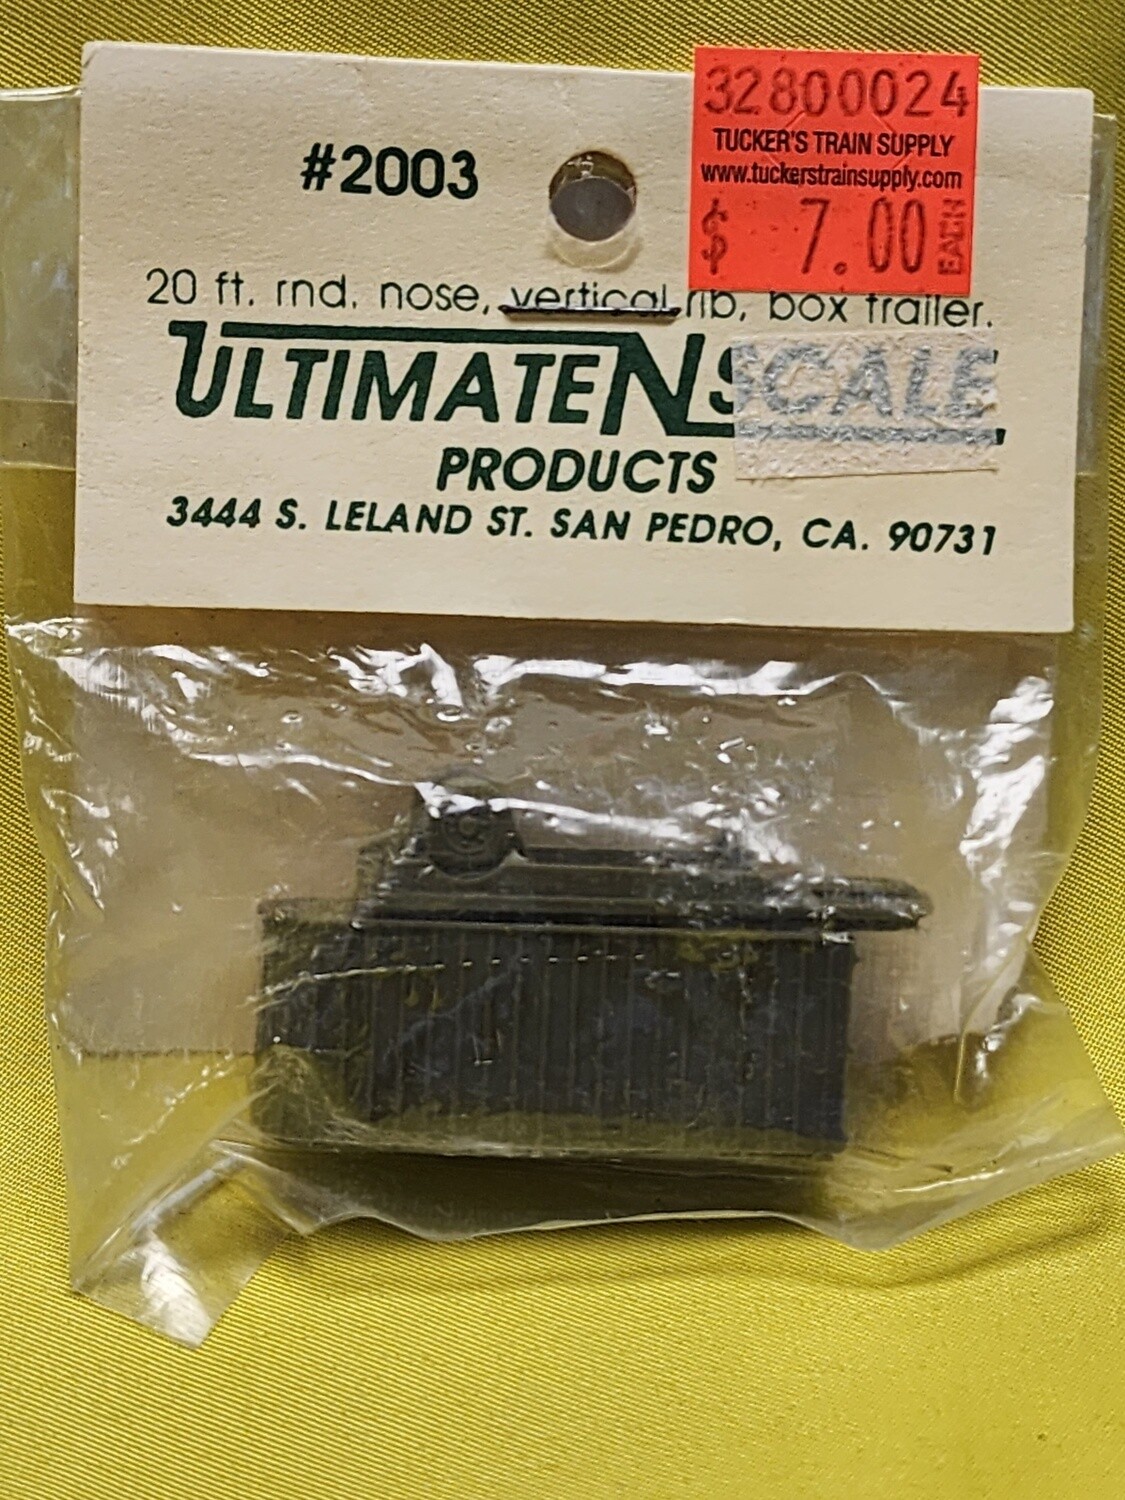 32800024
TUCKER'S TRAIN SUPPLY
www.tuckerstrainsupply.com
$ 7.00 EACH
#2003
20 ft. rnd. nose, vertical rib, box trailer.
ULTIMATE N SCALE
PRODUCTS
3444 S. LELAND ST. SAN PEDRO, CA. 90731